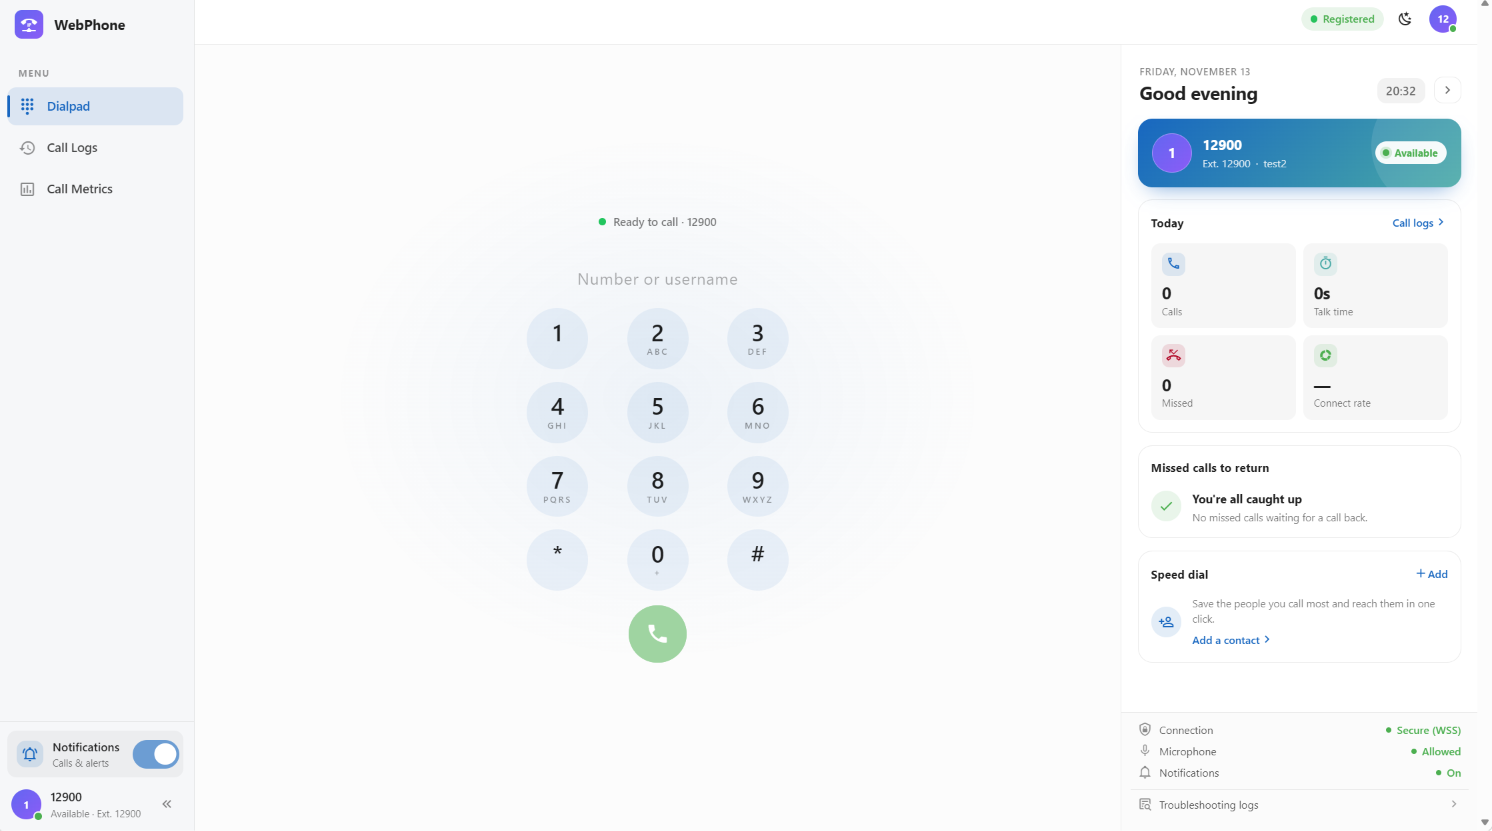 WebPhone
MENU
Dialpad
Call Logs
Call Metrics
Notifications
Calls & alerts
1
12900
Available · Ext. 12900
Ready to call · 12900
Number or username
1
2
ABC
3
DEF
4
GHI
5
JKL
6
MNO
7
PQRS
8
TUV
9
WXYZ
*
0
+
#
Registered
12
FRIDAY, NOVEMBER 13
Good evening
20:32
1
12900
Ext. 12900 · test2
Available
Today
Call logs
0
Calls
0s
Talk time
0
Missed
—
Connect rate
Missed calls to return
You're all caught up
No missed calls waiting for a call back.
Speed dial
+ Add
Save the people you call most and reach them in one
click.
Add a contact
Connection
Secure (WSS)
Microphone
Allowed
Notifications
On
Troubleshooting logs